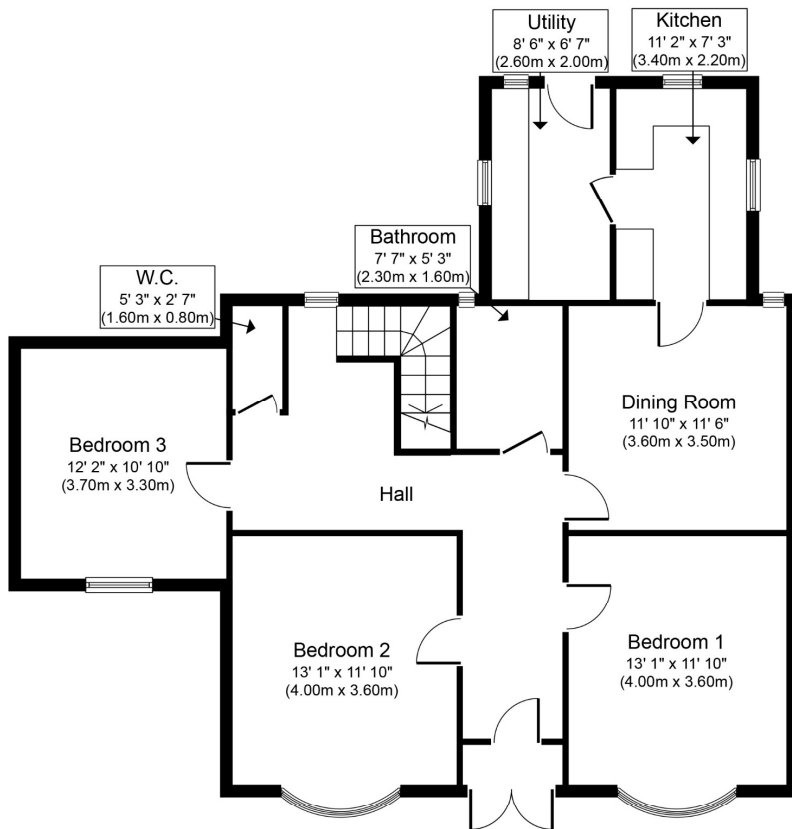 Utility
8' 6" x 6' 7"
(2.60m x 2.00m)
Kitchen
11' 2" x 7' 3"
(3.40m x 2.20m)
Bathroom
7' 7" x 5' 3"
(2.30m x 1.60m)
W.C.
5' 3" x 2' 7"
(1.60m x 0.80m)
Dining Room
11' 10" x 11' 6"
(3.60m x 3.50m)
Bedroom 3
12' 2" x 10' 10"
(3.70m x 3.30m)
Hall
Bedroom 2
13' 1" x 11' 10"
(4.00m x 3.60m)
Bedroom 1
13' 1" x 11' 10"
(4.00m x 3.60m)